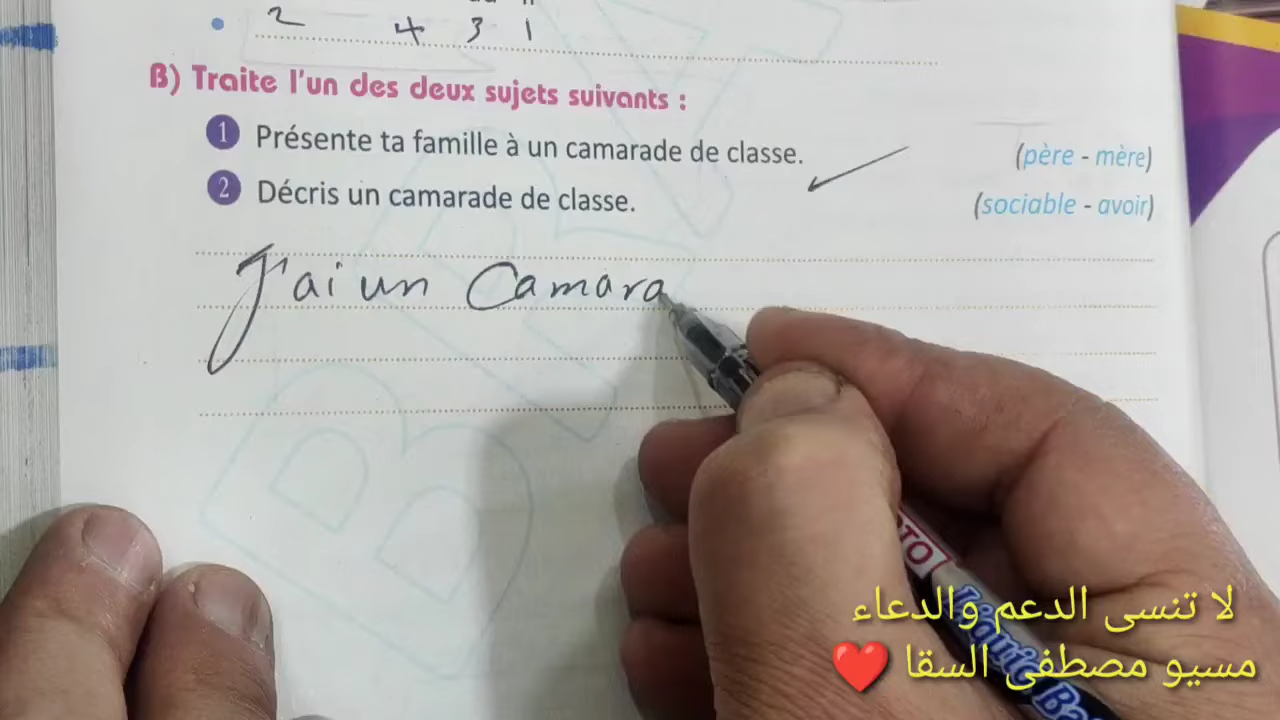 2 4 3 1
B) Traite l'un des deux sujets suivants :
1 Présente ta famille à un camarade de classe. (père - mère)
2 Décris un camarade de classe. (sociable - avoir)
J'ai un Camara
لا تنسى الدعم والدعاء
مسيو مصطفى السقا ❤️